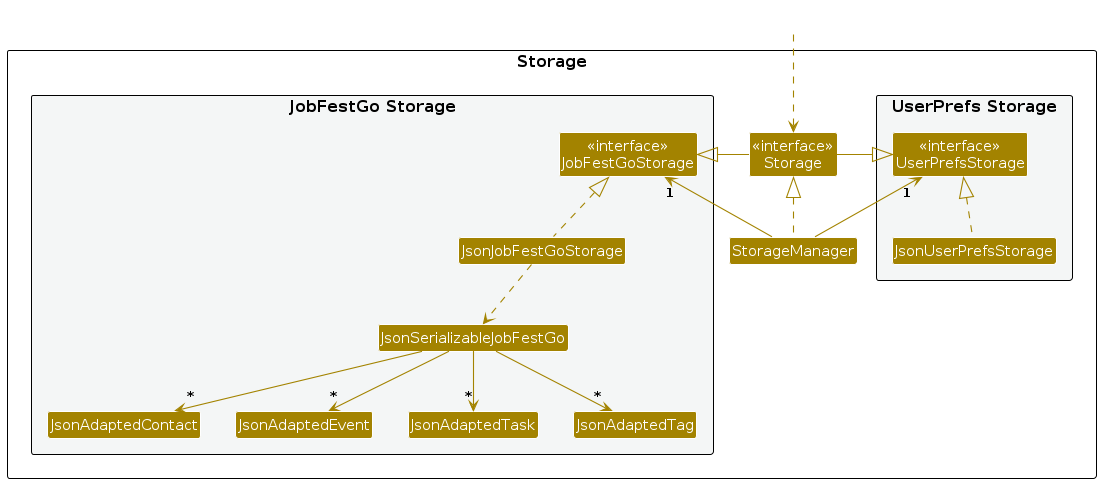 Storage
JobFestGo Storage
UserPrefs Storage
«interface»
JobFestGoStorage
«interface»
Storage
«interface»
UserPrefsStorage
1
1
JsonJobFestGoStorage
StorageManager
JsonUserPrefsStorage
JsonSerializableJobFestGo
*
*
*
*
JsonAdaptedContact
JsonAdaptedEvent
JsonAdaptedTask
JsonAdaptedTag